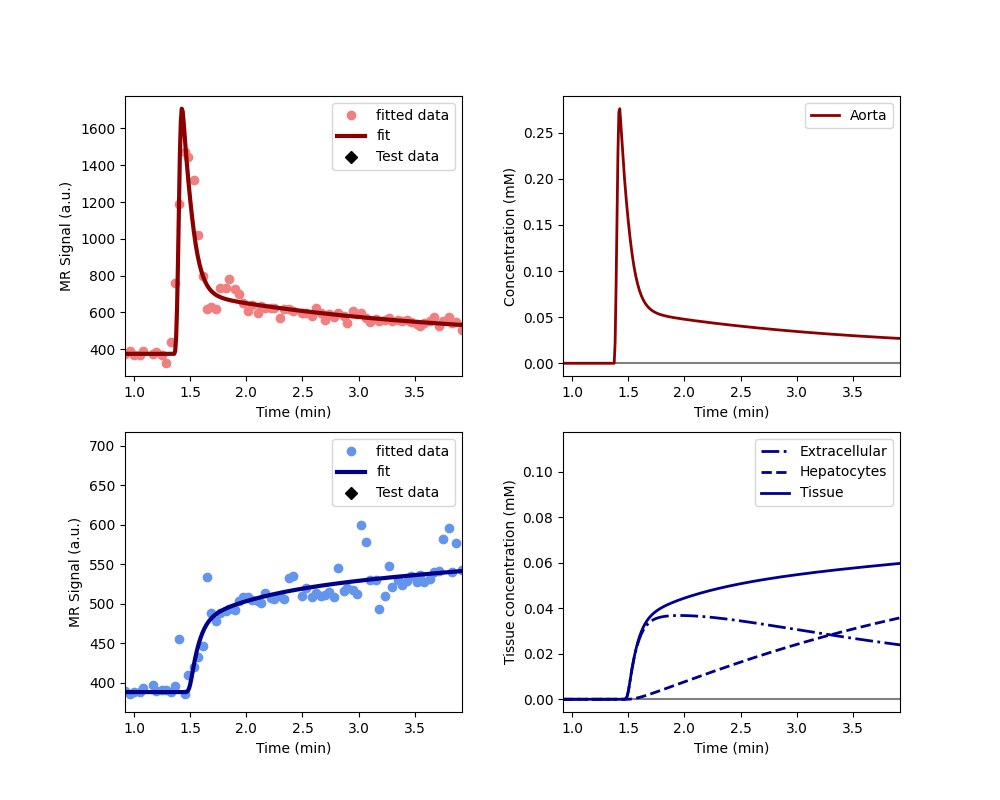 MR Signal (a.u.)
1600
1400
1200
1000
800
600
400
1.0 1.5 2.0 2.5 3.0 3.5
Time (min)
fitted data
fit
Test data
Concentration (mM)
0.25
0.20
0.15
0.10
0.05
0.00
1.0 1.5 2.0 2.5 3.0 3.5
Time (min)
Aorta
MR Signal (a.u.)
700
650
600
550
500
450
400
1.0 1.5 2.0 2.5 3.0 3.5
Time (min)
fitted data
fit
Test data
Tissue concentration (mM)
0.10
0.08
0.06
0.04
0.02
0.00
1.0 1.5 2.0 2.5 3.0 3.5
Time (min)
Extracellular
Hepatocytes
Tissue